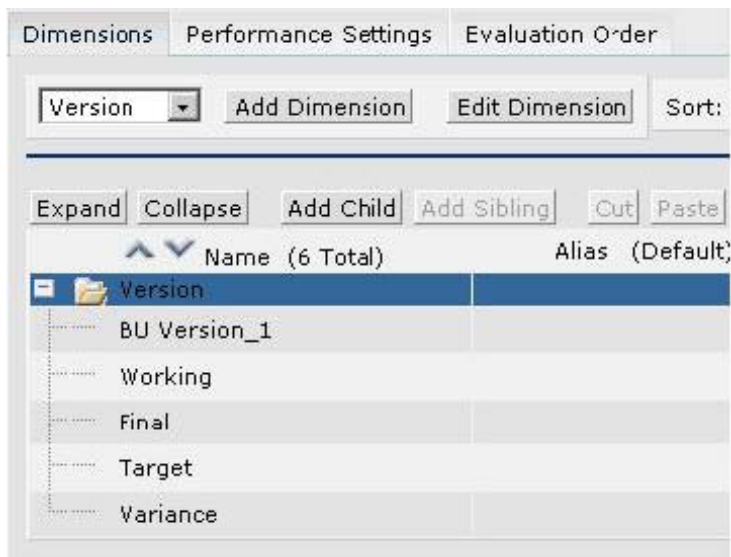 Dimensions Performance Settings Evaluation Order
Version Add Dimension Edit Dimension Sort:
Expand Collapse Add Child Add Sibling Cut Paste
Name (6 Total) Alias (Default)
Version
BU Version_1
Working
Final
Target
Variance